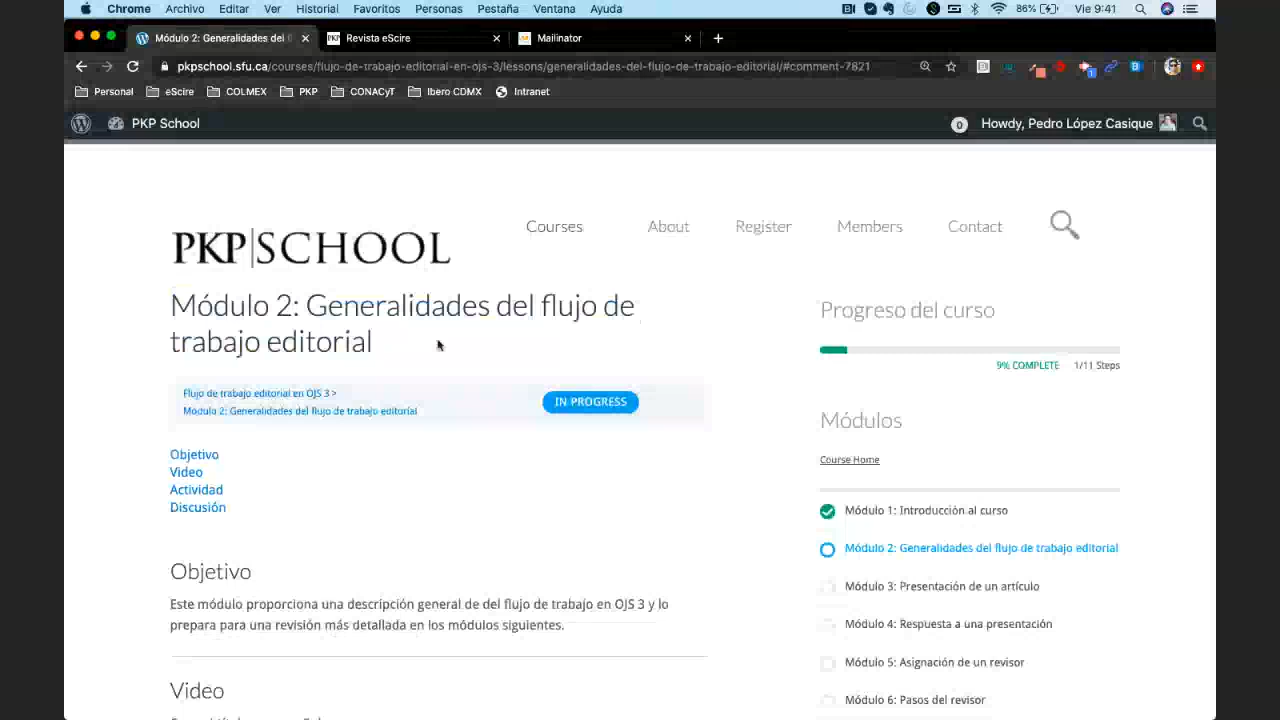 Chrome Archivo Editar Ver Historial Favoritos Personas Pestaña Ventana Ayuda 86% Vie 9:41
Módulo 2: Generalidades del Revista eScire Mailinator
pkpschool.sfu.ca/courses/flujo-de-trabajo-editorial-en-ojs-3/lessons/generalidades-del-flujo-de-trabajo-editorial/#comment-7821
Personal eScire COLMEX PKP CONACyT Ibero CDMX Intranet
PKP School 0 Howdy, Pedro López Casique
Courses About Register Members Contact
PKP|SCHOOL
Módulo 2: Generalidades del flujo de
trabajo editorial
Flujo de trabajo editorial en OJS 3 >
Modulo 2: Generalidades del flujo de trabajo editorial
IN PROGRESS
Objetivo
Video
Actividad
Discusión
Objetivo
Este módulo proporciona una descripción general de del flujo de trabajo en OJS 3 y lo
prepara para una revisión más detallada en los módulos siguientes.
Video
Progreso del curso
9% COMPLETE 1/11 Steps
Módulos
Course Home
Módulo 1: Introducción al curso
Módulo 2: Generalidades del flujo de trabajo editorial
Módulo 3: Presentación de un artículo
Módulo 4: Respuesta a una presentación
Módulo 5: Asignación de un revisor
Módulo 6: Pasos del revisor